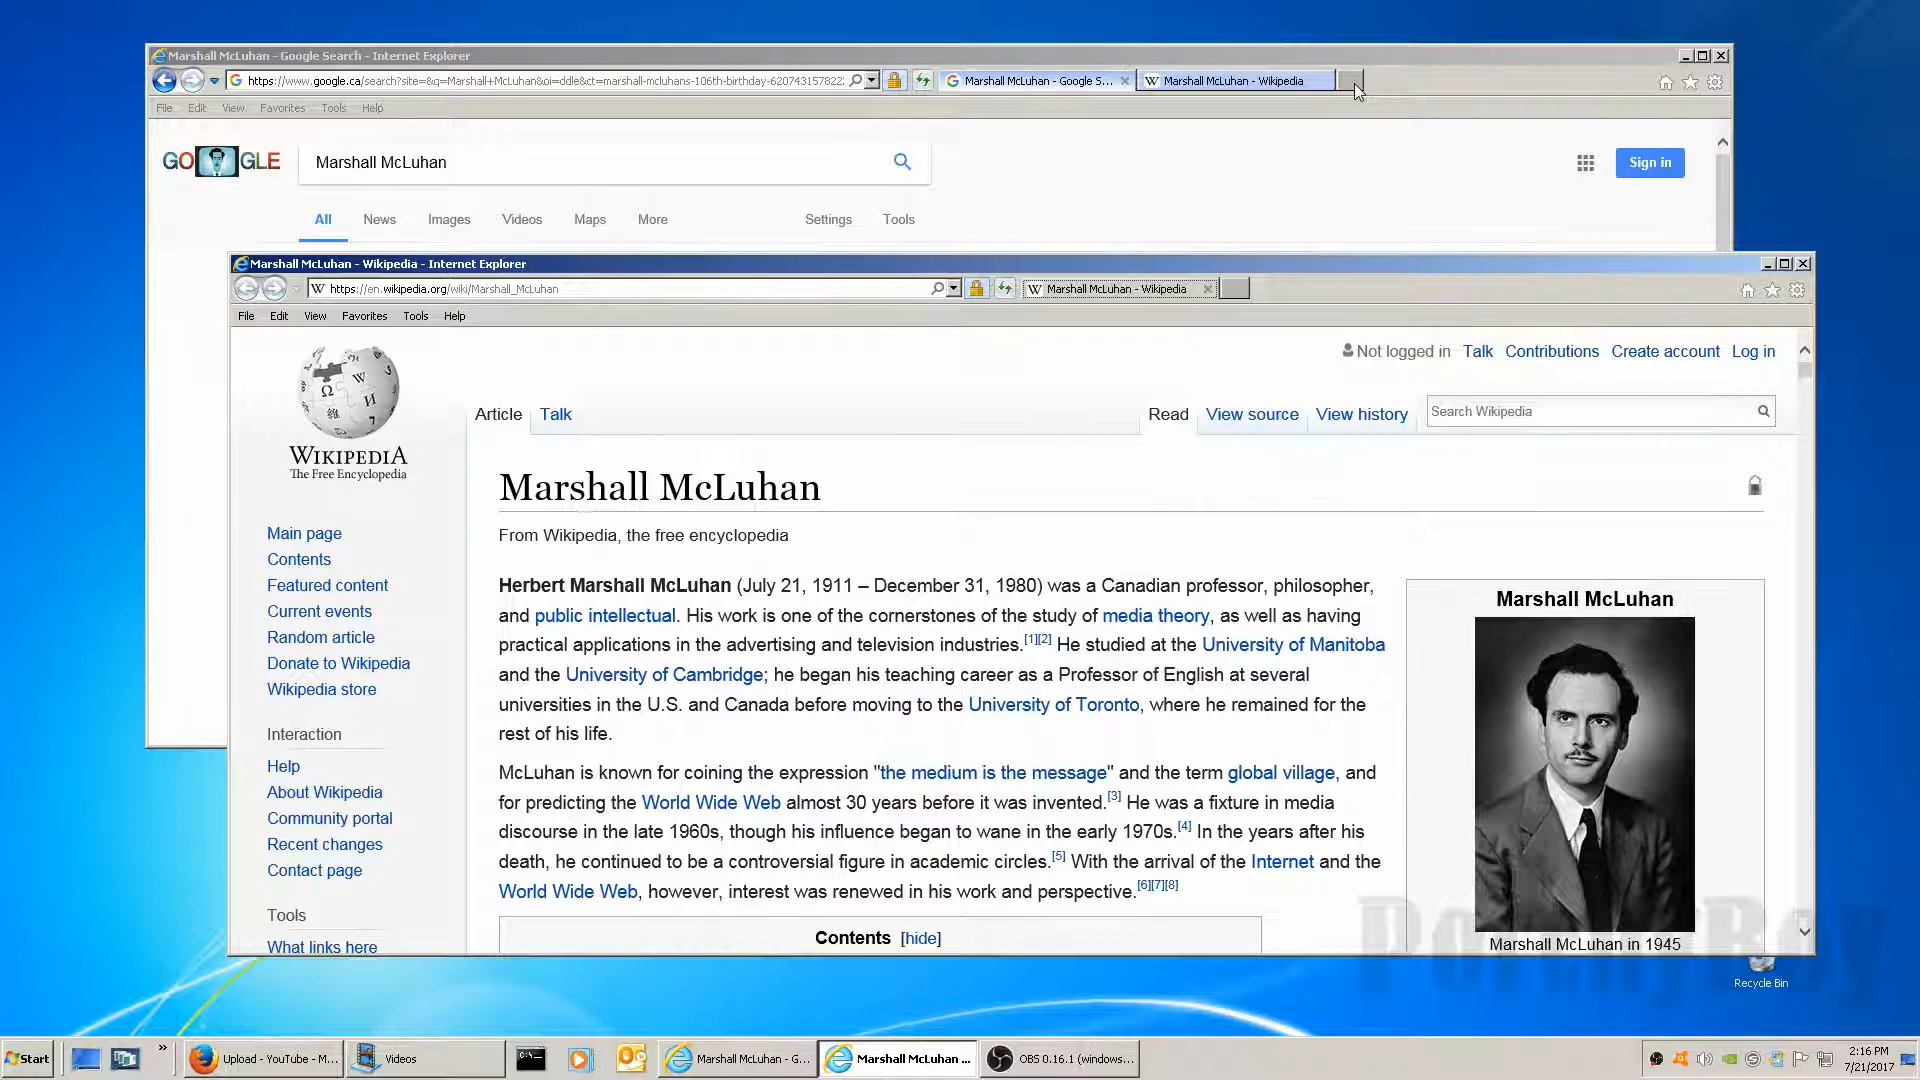 Marshall McLuhan - Google Search - Internet Explorer
https://www.google.ca/search?site=&q=Marshall+McLuhan&oi=ddle&ct=marshall-mcluhans-106th-birthday-620743157822
Marshall McLuhan - Google S...
Marshall McLuhan - Wikipedia
File Edit View Favorites Tools Help
GO GLE
Marshall McLuhan
Sign in
All News Images Videos Maps More Settings Tools
Marshall McLuhan - Wikipedia - Internet Explorer
https://en.wikipedia.org/wiki/Marshall_McLuhan
Marshall McLuhan - Wikipedia
File Edit View Favorites Tools Help
Not logged in Talk Contributions Create account Log in
Article Talk Read View source View history Search Wikipedia
WIKIPEDIA
The Free Encyclopedia
Main page
Contents
Featured content
Current events
Random article
Donate to Wikipedia
Wikipedia store
Interaction
Help
About Wikipedia
Community portal
Recent changes
Contact page
Tools
What links here
Marshall McLuhan
From Wikipedia, the free encyclopedia
Herbert Marshall McLuhan (July 21, 1911 – December 31, 1980) was a Canadian professor, philosopher,
and public intellectual. His work is one of the cornerstones of the study of media theory, as well as having
practical applications in the advertising and television industries.[1][2] He studied at the University of Manitoba
and the University of Cambridge; he began his teaching career as a Professor of English at several
universities in the U.S. and Canada before moving to the University of Toronto, where he remained for the
rest of his life.
McLuhan is known for coining the expression "the medium is the message" and the term global village, and
for predicting the World Wide Web almost 30 years before it was invented.[3] He was a fixture in media
discourse in the late 1960s, though his influence began to wane in the early 1970s.[4] In the years after his
death, he continued to be a controversial figure in academic circles.[5] With the arrival of the Internet and the
World Wide Web, however, interest was renewed in his work and perspective.[6][7][8]
Contents [hide]
Marshall McLuhan
Marshall McLuhan in 1945
Recycle Bin
Start
Upload - YouTube - M...
Videos
Marshall McLuhan - G...
Marshall McLuhan ...
OBS 0.16.1 (windows...
2:16 PM
7/21/2017